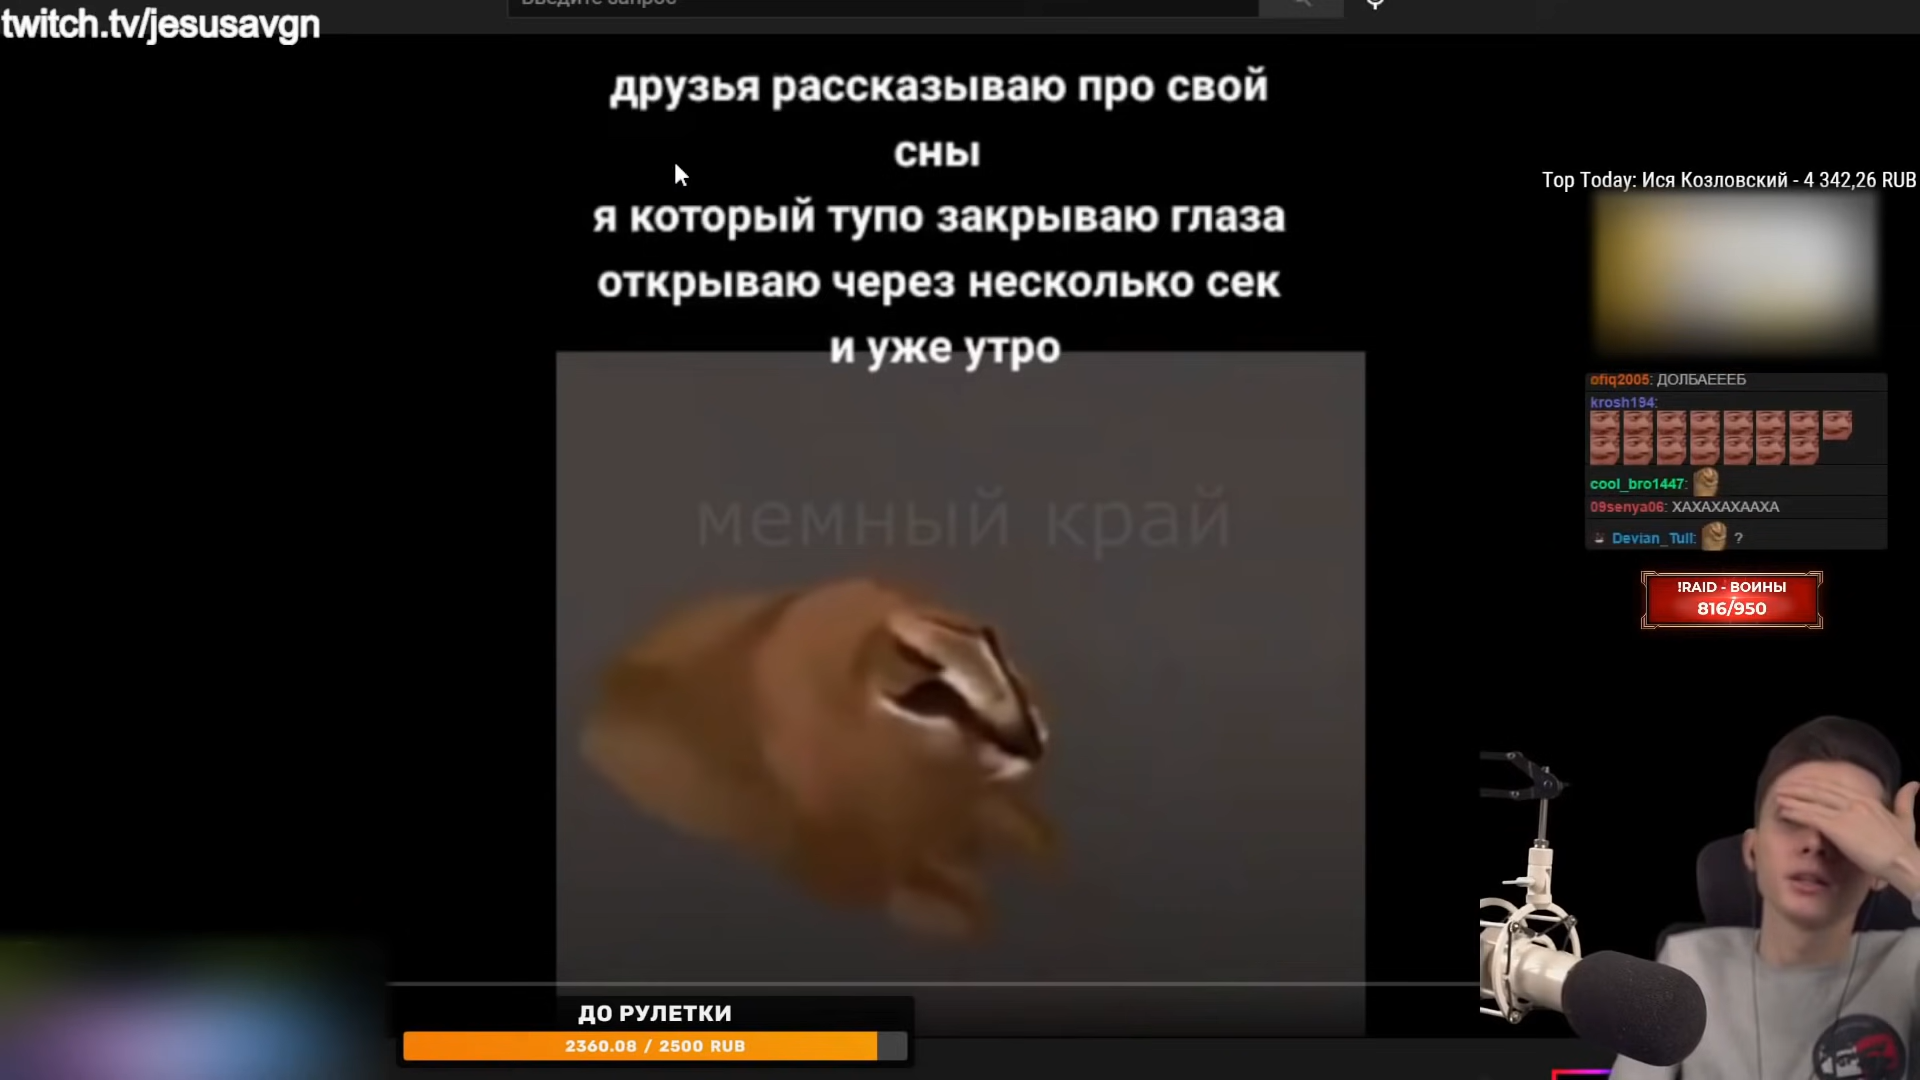 Введите запрос
twitch.tv/jesusavgn
друзья рассказываю про свой
сны
я который тупо закрываю глаза
открываю через несколько сек
и уже утро
мемный край
Top Today: Ися Козловский - 4 342,26 RUB
ofiq2005: ДОЛБАЕЕЕБ
krosh194:
cool_bro1447:
09senya06: ХАХАХАХААХА
Devian_Tull: ?
!RAID - ВОИНЫ
816/950
ДО РУЛЕТКИ
2360.08 / 2500 RUB